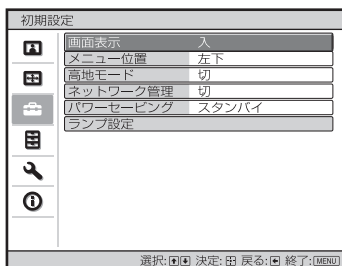 初期設定
画面表示 入
メニュー位置 左下
高地モード 切
ネットワーク管理 切
パワーセービング スタンバイ
ランプ設定
選択: 決定: 戻る: 終了:MENU